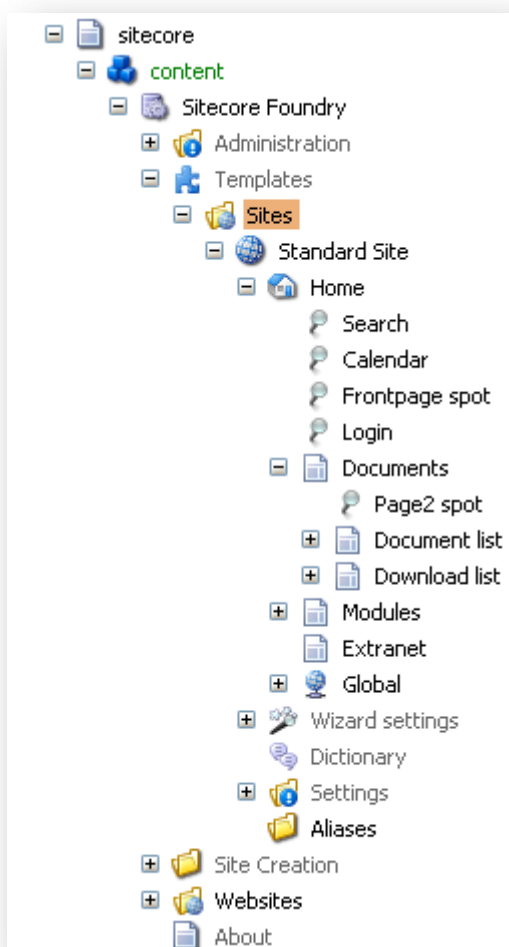 sitecore
content
Sitecore Foundry
Administration
Templates
Sites
Standard Site
Home
Search
Calendar
Frontpage spot
Login
Documents
Page2 spot
Document list
Download list
Modules
Extranet
Global
Wizard settings
Dictionary
Settings
Aliases
Site Creation
Websites
About